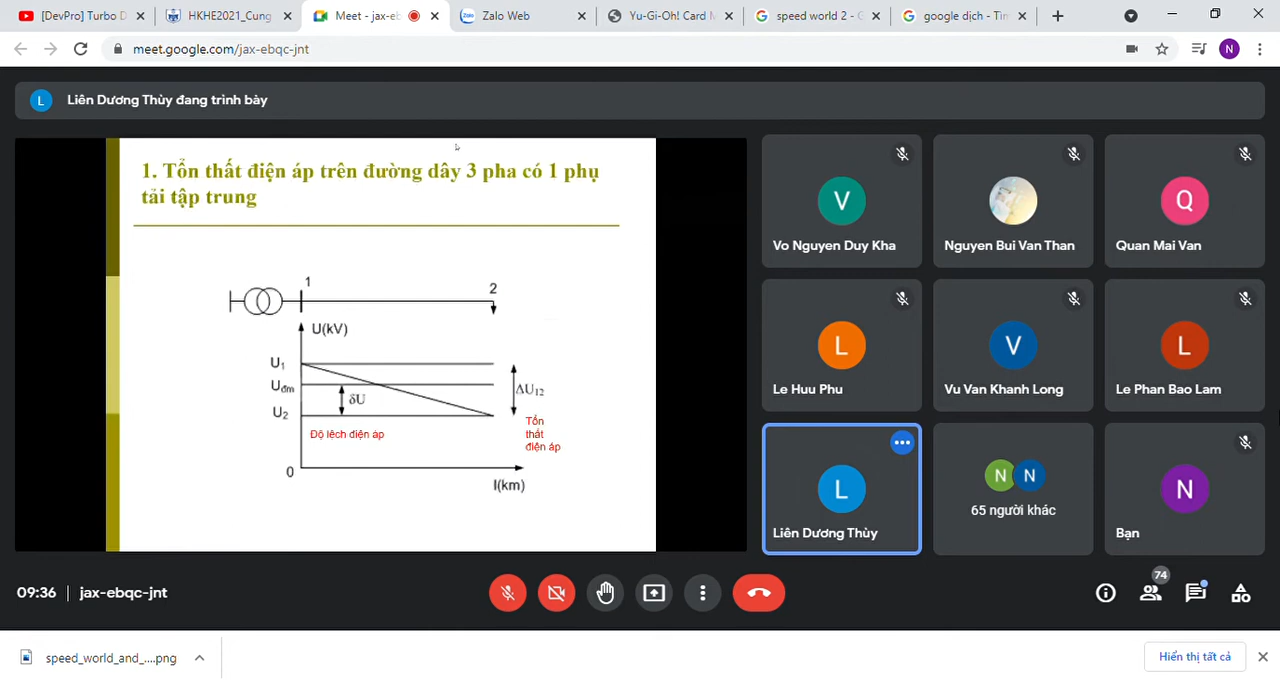 [DevPro] Turbo D
HKHE2021_Cung
Meet - jax-eb
Zalo Web
Yu-Gi-Oh! Card M
speed world 2 - G
google dịch - Tìm
meet.google.com/jax-ebqc-jnt
N
L
Liên Dương Thùy đang trình bày
1. Tổn thất điện áp trên đường dây 3 pha có 1 phụ
tải tập trung
1
2
U(kV)
U1
Uđm
U2
δU
ΔU12
Độ lệch điện áp
Tổn
thất
điện áp
0
l(km)
V
Vo Nguyen Duy Kha
Nguyen Bui Van Than
Q
Quan Mai Van
L
Le Huu Phu
V
Vu Van Khanh Long
L
Le Phan Bao Lam
L
Liên Dương Thùy
N
N
65 người khác
N
Bạn
09:36 | jax-ebqc-jnt
74
speed_world_and_....png
Hiển thị tất cả